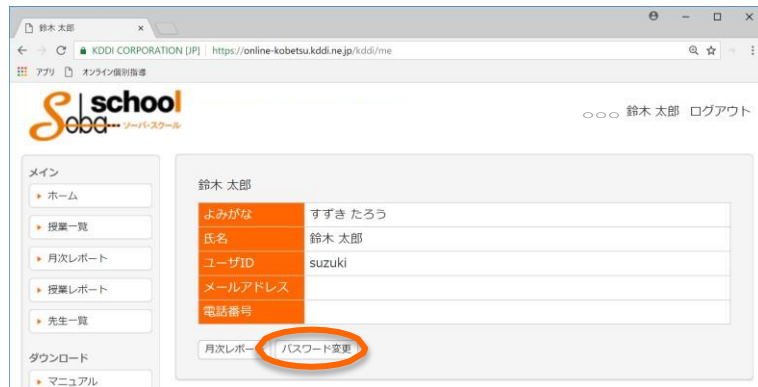 鈴木 太郎
KDDI CORPORATION [JP] https://online-kobetsu.kddi.ne.jp/kddi/me
アプリ オンライン個別指導
Soba school
ソーバ・スクール
○○○ 鈴木 太郎 ログアウト
メイン
ホーム
授業一覧
月次レポート
授業レポート
先生一覧
ダウンロード
マニュアル
鈴木 太郎
よみがな すずき たろう
氏名 鈴木 太郎
ユーザID suzuki
メールアドレス
電話番号
月次レポー パスワード変更